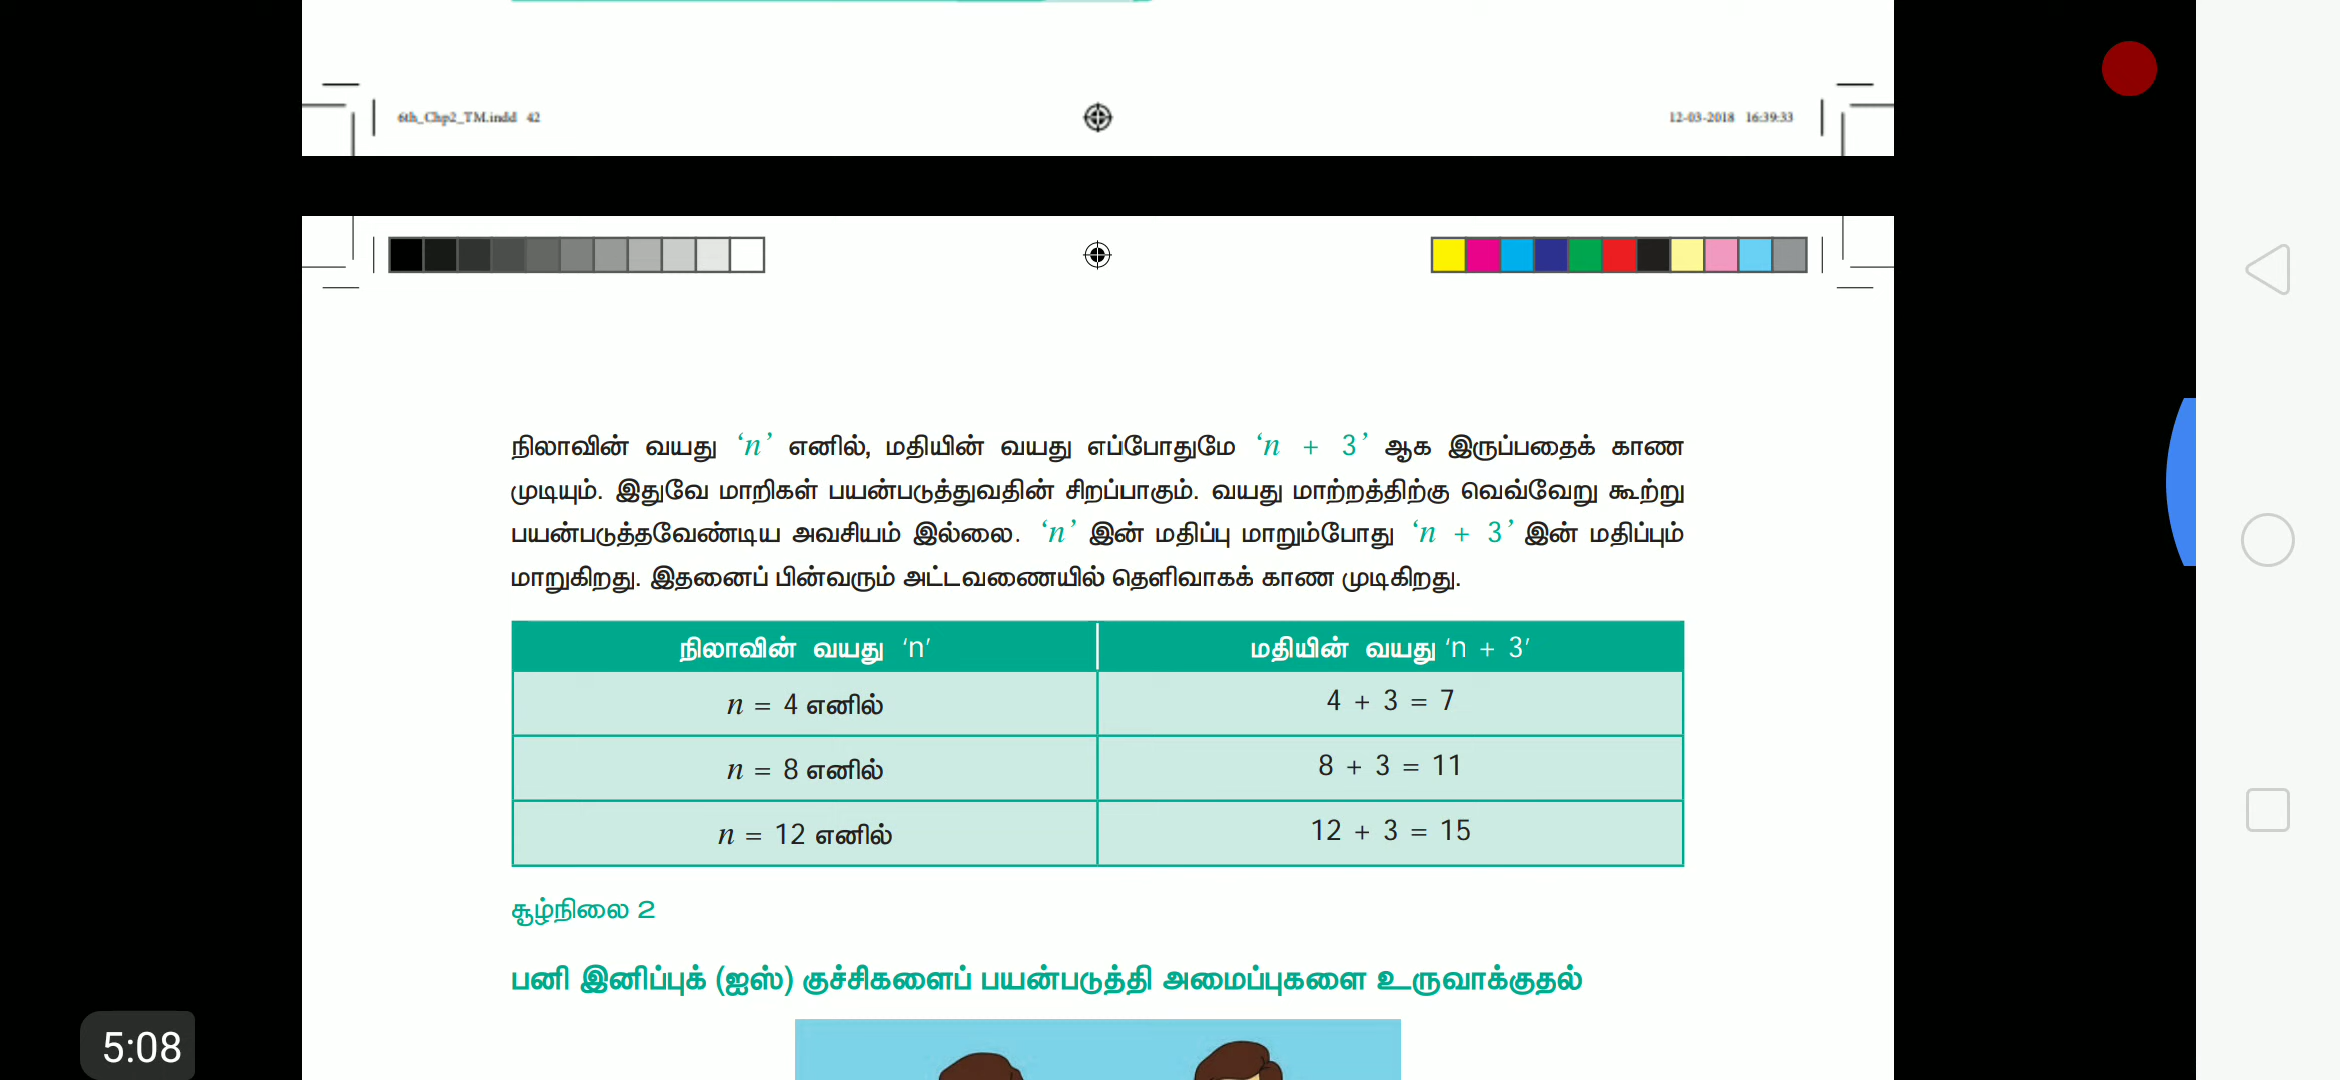 6th_Chp2_TM.indd 42
12-03-2018 16:39:33
நிலாவின் வயது ‘n’ எனில், மதியின் வயது எப்போதுமே ‘n + 3’ ஆக இருப்பதைக் காண
முடியும். இதுவே மாறிகள் பயன்படுத்துவதின் சிறப்பாகும். வயது மாற்றத்திற்கு வெவ்வேறு கூற்று
பயன்படுத்தவேண்டிய அவசியம் இல்லை. ‘n’ இன் மதிப்பு மாறும்போது ‘n + 3’ இன் மதிப்பும்
மாறுகிறது. இதனைப் பின்வரும் அட்டவணையில் தெளிவாகக் காண முடிகிறது.
நிலாவின் வயது ‘n’ மதியின் வயது ‘n + 3’
n = 4 எனில் 4 + 3 = 7
n = 8 எனில் 8 + 3 = 11
n = 12 எனில் 12 + 3 = 15
சூழ்நிலை 2
பனி இனிப்புக் (ஐஸ்) குச்சிகளைப் பயன்படுத்தி அமைப்புகளை உருவாக்குதல்
5:08